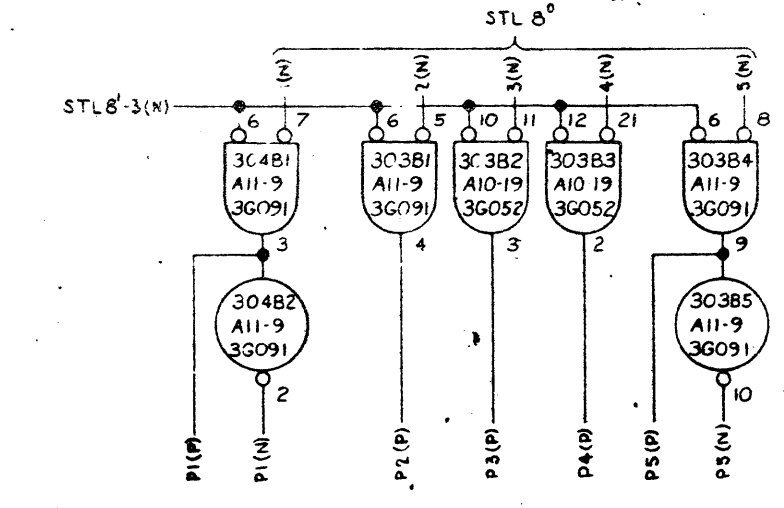 STL 8⁰
1(N) 2(N) 3(N) 4(N) 5(N)
STL8'-3(N)
6 7 6 5 10 11 12 21 6 8
304B1 303B1 303B2 303B3 303B4
A11-9 A11-9 A10-19 A10-19 A11-9
3G091 3G091 3G052 3G052 3G091
3 4 3 2 9
304B2 303B5
A11-9 A11-9
3G091 3G091
2 10
P1(P) P1(N) P2(P) P3(P) P4(P) P5(P) P5(N)